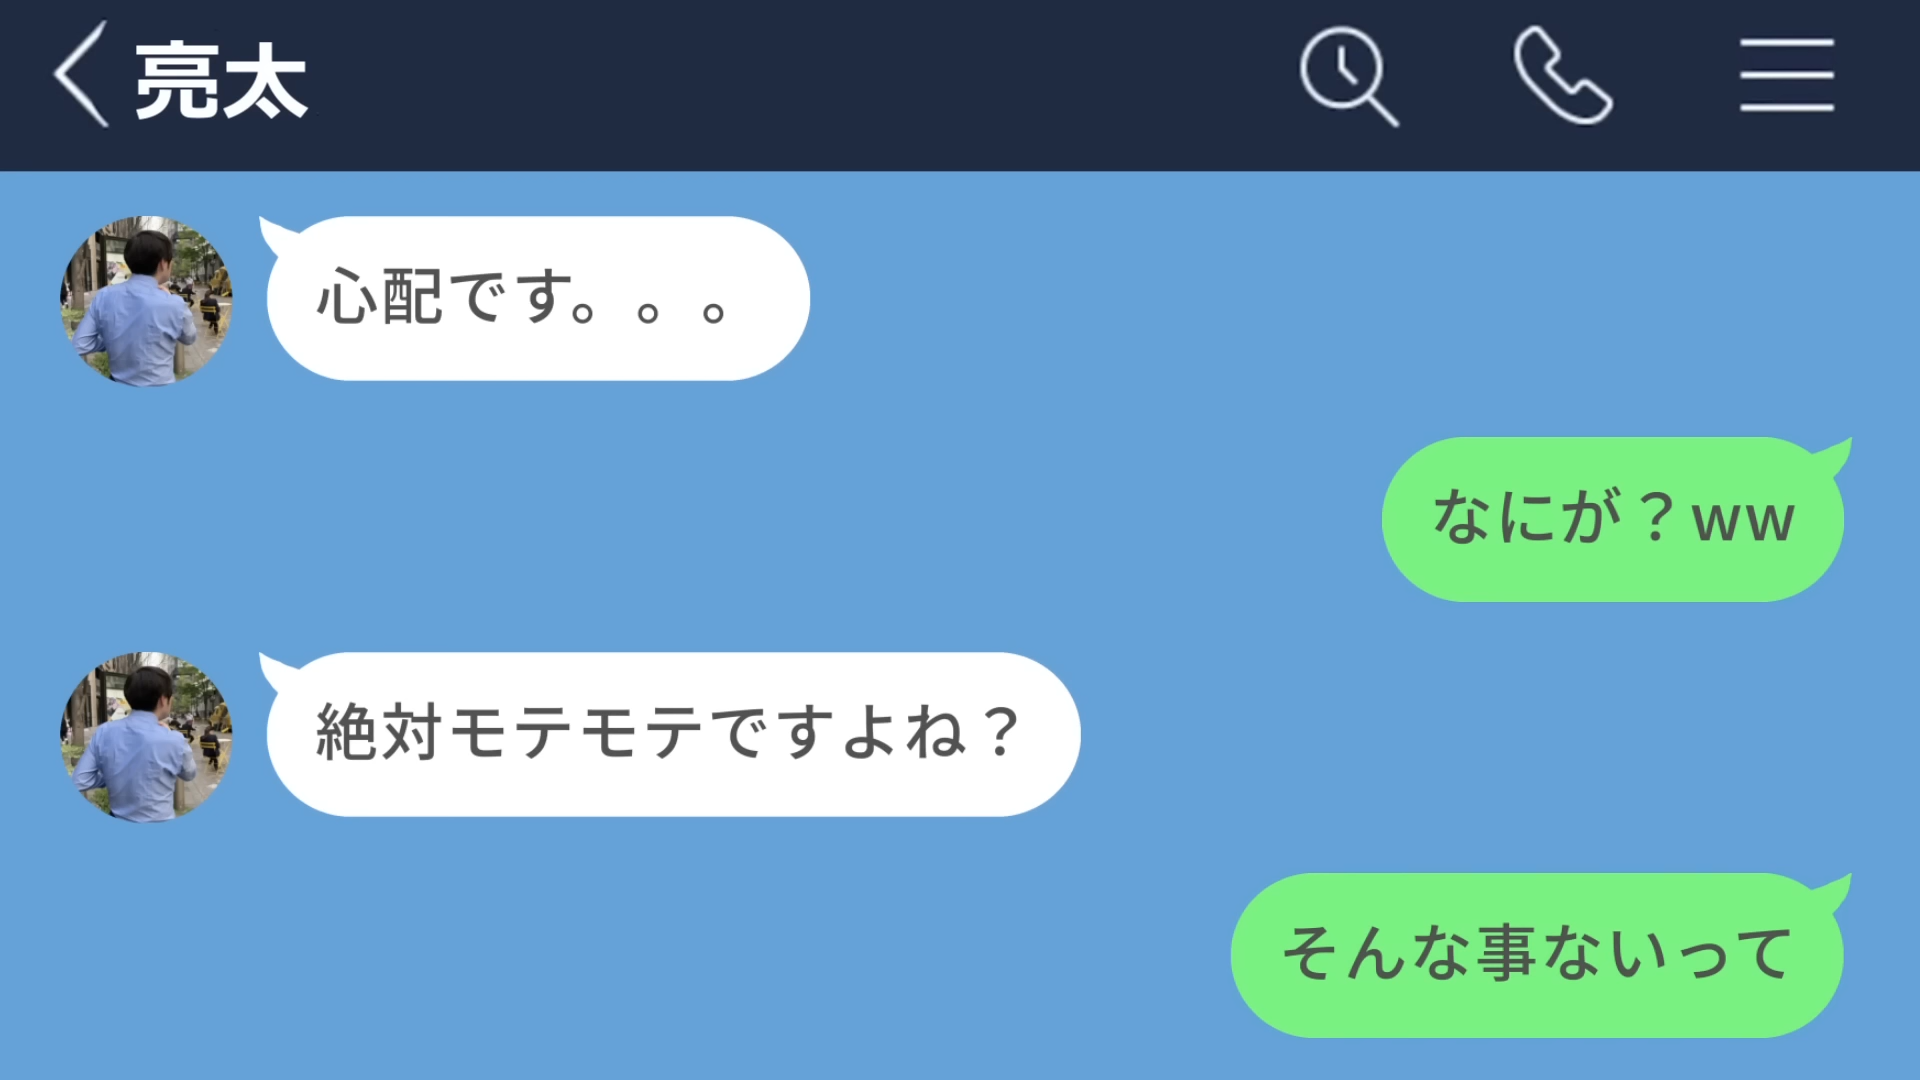 亮太
心配です。。。
なにが？ww
絶対モテモテですよね？
そんな事ないって